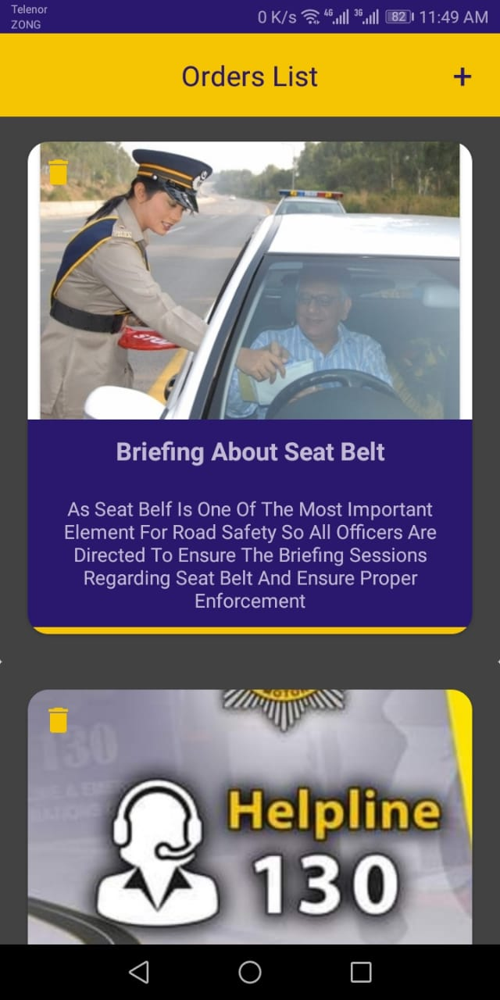 Telenor
ZONG
0 K/s 4G 3G 82 11:49 AM
Orders List
+
STOP
Briefing About Seat Belt
As Seat Belf Is One Of The Most Important
Element For Road Safety So All Officers Are
Directed To Ensure The Briefing Sessions
Regarding Seat Belt And Ensure Proper
Enforcement
MOTOR
130
Helpline
130